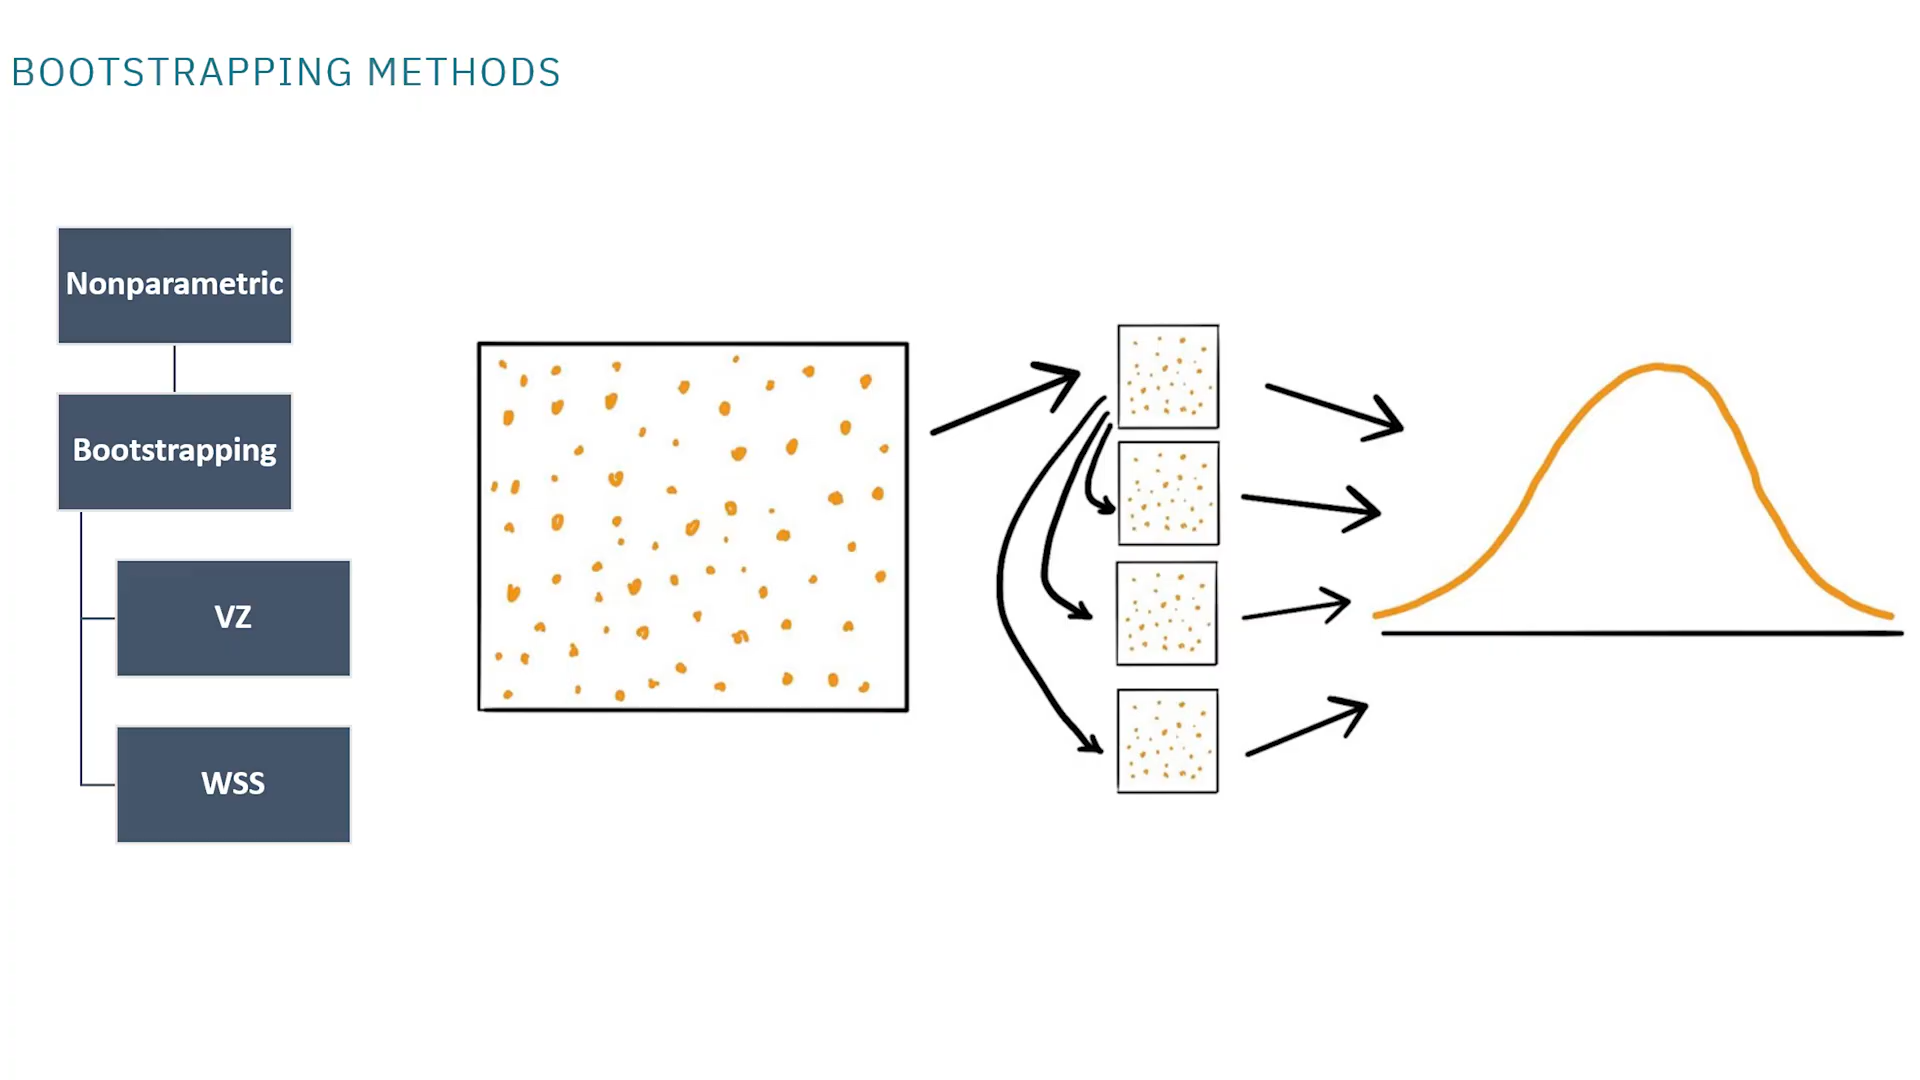 BOOTSTRAPPING METHODS
Nonparametric
Bootstrapping
VZ
WSS